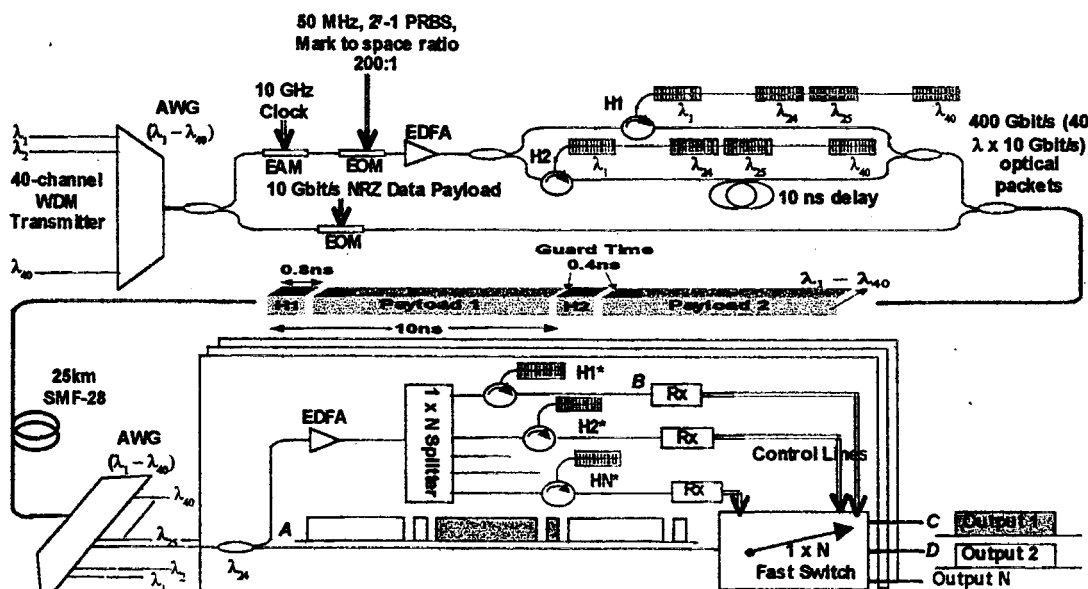 50 MHz, 2⁷-1 PRBS,
Mark to space ratio
200:1
10 GHz
Clock
AWG
(λ₁ – λ₄₀)
λ₁
λ₂
40-channel
WDM
Transmitter
λ₄₀
EAM
EOM
EDFA
H1
λ₁
λ₂₄
λ₂₅
λ₄₀
H2
λ₁
λ₂₄
λ₂₅
λ₄₀
10 ns delay
400 Gbit/s (40
λ x 10 Gbit/s)
optical
packets
10 Gbit/s NRZ Data Payload
EOM
Guard Time
0.8ns
0.4ns
λ₁ – λ₄₀
H1
Payload 1
H2
Payload 2
10ns
25km
SMF-28
AWG
(λ₁ – λ₄₀)
λ₄₀
λ₂₅
λ₂₄
λ₂
λ₁
EDFA
1 x N Splitter
H1*
B
Rx
H2*
Rx
HN*
Rx
Control Lines
A
1 x N
Fast Switch
C
Output 1
D
Output 2
Output N